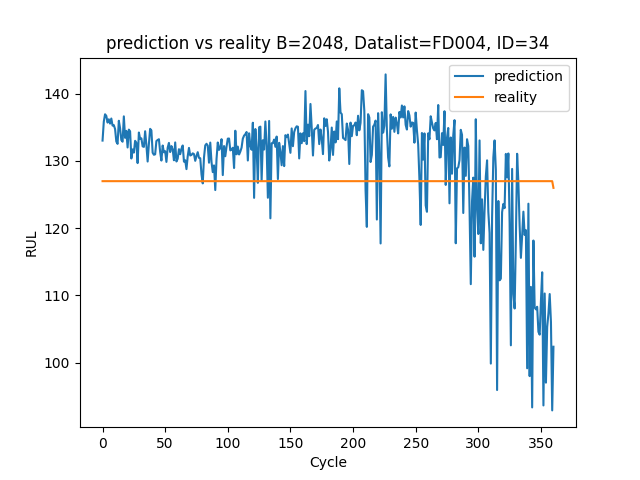 prediction vs reality B=2048, Datalist=FD004, ID=34
prediction
reality
140
130
120
110
100
RUL
0 50 100 150 200 250 300 350
Cycle